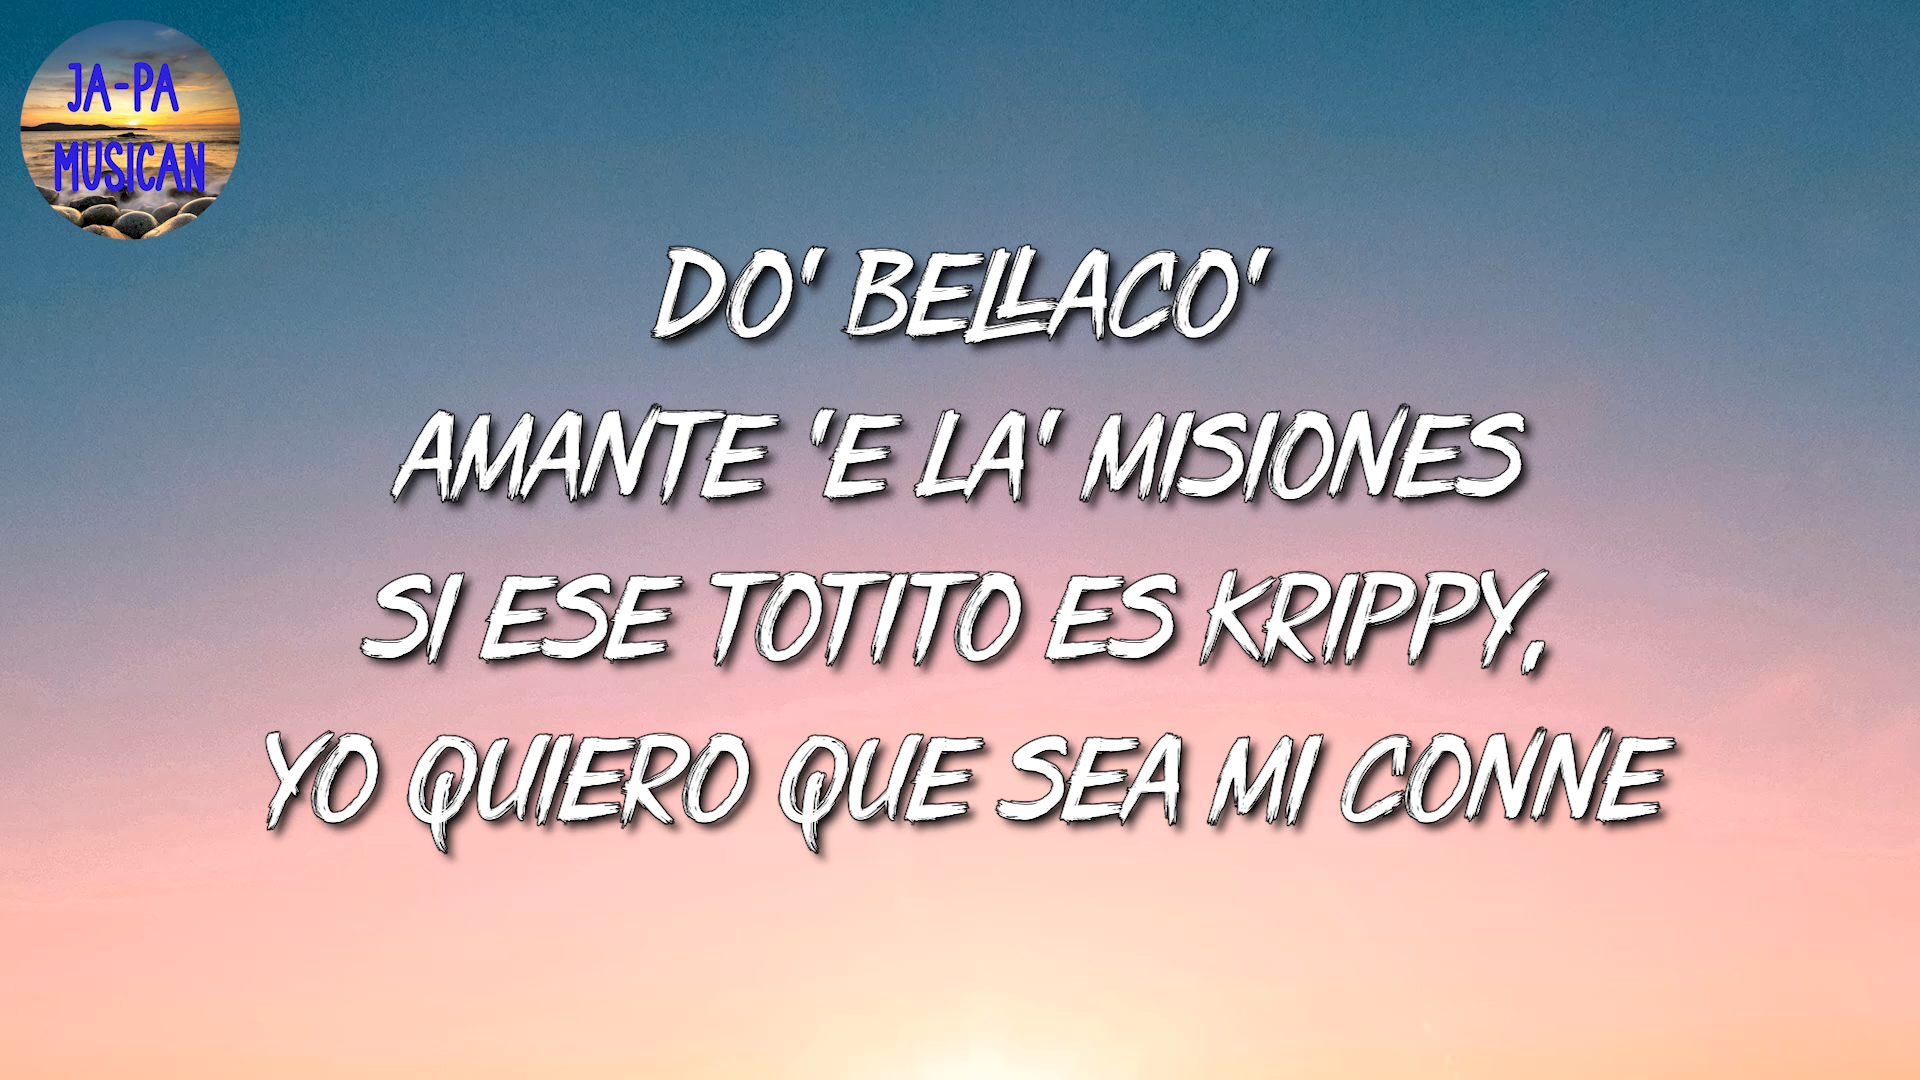 JA-PA
MUSICAN
DO' BELLACO'
AMANTE 'E LA' MISIONES
SI ESE TOTITO ES KRIPPY,
YO QUIERO QUE SEA MI CONNE